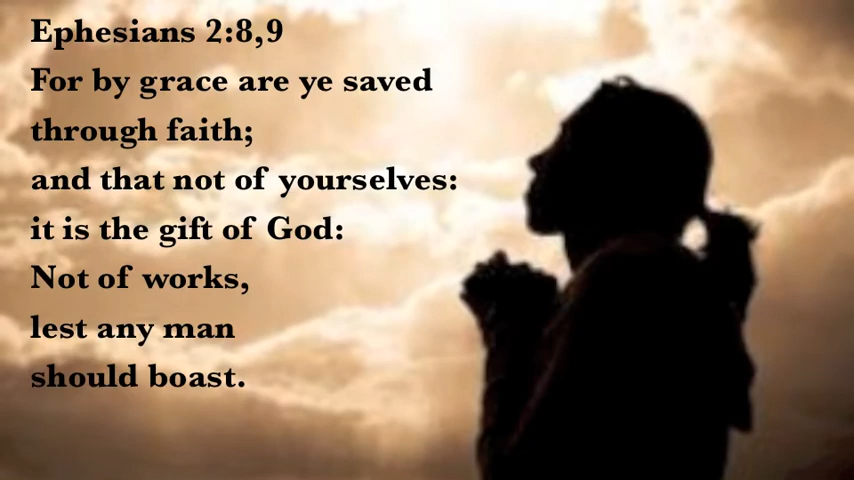 Ephesians 2:8,9
For by grace are ye saved
through faith;
and that not of yourselves:
it is the gift of God:
Not of works,
lest any man
should boast.